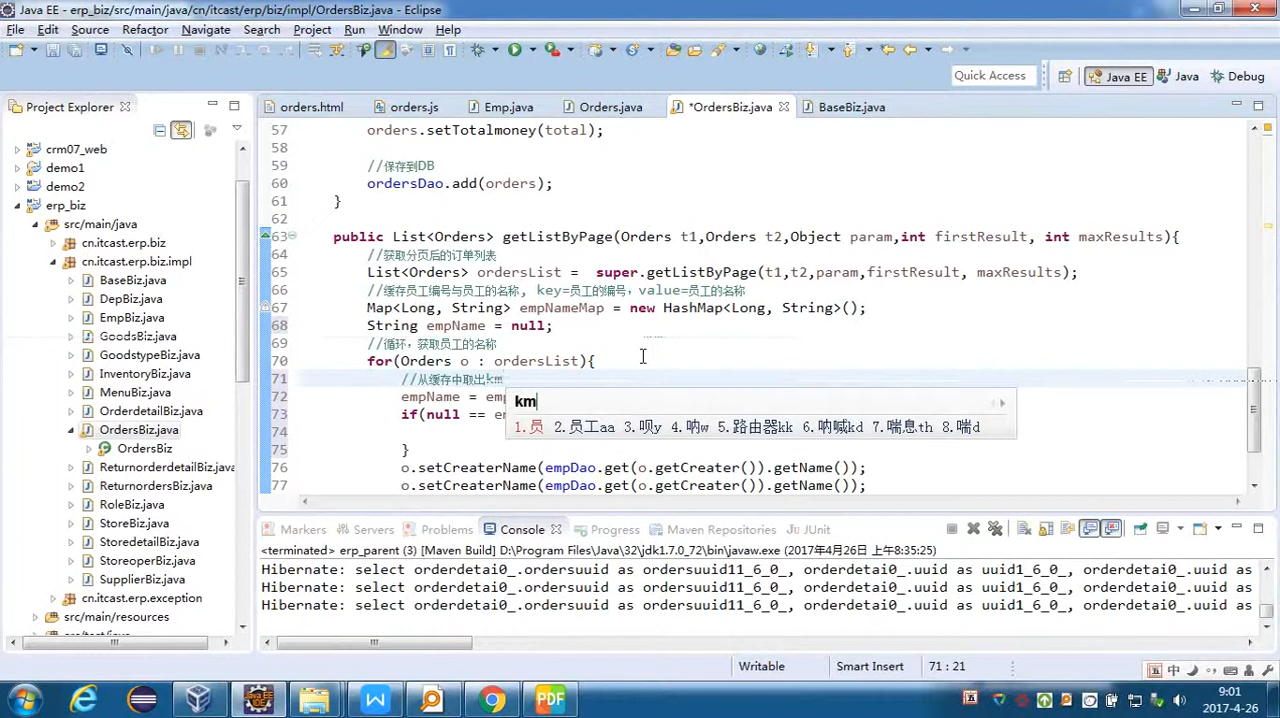 Java EE - erp_biz/src/main/java/cn/itcast/erp/biz/impl/OrdersBiz.java - Eclipse
File Edit Source Refactor Navigate Search Project Run Window Help
Quick Access Java EE Java Debug
Project Explorer
crm07_web
demo1
demo2
erp_biz
src/main/java
cn.itcast.erp.biz
cn.itcast.erp.biz.impl
BaseBiz.java
DepBiz.java
EmpBiz.java
GoodsBiz.java
GoodstypeBiz.java
InventoryBiz.java
MenuBiz.java
OrderdetailBiz.java
OrdersBiz.java
OrdersBiz
ReturnorderdetailBiz.java
ReturnordersBiz.java
RoleBiz.java
StoreBiz.java
StoredetailBiz.java
StoreoperBiz.java
SupplierBiz.java
cn.itcast.erp.exception
src/main/resources
orders.html orders.js Emp.java Orders.java *OrdersBiz.java BaseBiz.java
57 orders.setTotalmoney(total);
58
59 //保存到DB
60 ordersDao.add(orders);
61 }
62
63 public List<Orders> getListByPage(Orders t1,Orders t2,Object param,int firstResult, int maxResults){
64 //获取分页后的订单列表
65 List<Orders> ordersList = super.getListByPage(t1,t2,param,firstResult, maxResults);
66 //缓存员工编号与员工的名称, key=员工的编号, value=员工的名称
67 Map<Long, String> empNameMap = new HashMap<Long, String>();
68 String empName = null;
69 //循环, 获取员工的名称
70 for(Orders o : ordersList){
71 //从缓存中取出km
72 empName = em
73 if(null == e
74
75 }
76 o.setCreaterName(empDao.get(o.getCreater()).getName());
77 o.setCreaterName(empDao.get(o.getCreater()).getName());
km
1.员 2.员工aa 3.呗y 4.呐w 5.路由器kk 6.呐喊kd 7.喘息th 8.喘d
Markers Servers Problems Console Progress Maven Repositories JUnit
<terminated> erp_parent (3) [Maven Build] D:\Program Files\Java\32\jdk1.7.0_72\bin\javaw.exe (2017年4月26日 上午8:35:25)
Hibernate: select orderdetai0_.ordersuuid as ordersuuid11_6_0_, orderdetai0_.uuid as uuid1_6_0_, orderdetai0_.uuid as
Hibernate: select orderdetai0_.ordersuuid as ordersuuid11_6_0_, orderdetai0_.uuid as uuid1_6_0_, orderdetai0_.uuid as
Hibernate: select orderdetai0_.ordersuuid as ordersuuid11_6_0_, orderdetai0_.uuid as uuid1_6_0_, orderdetai0_.uuid as
Writable Smart Insert 71 : 21
中
9:01
2017-4-26